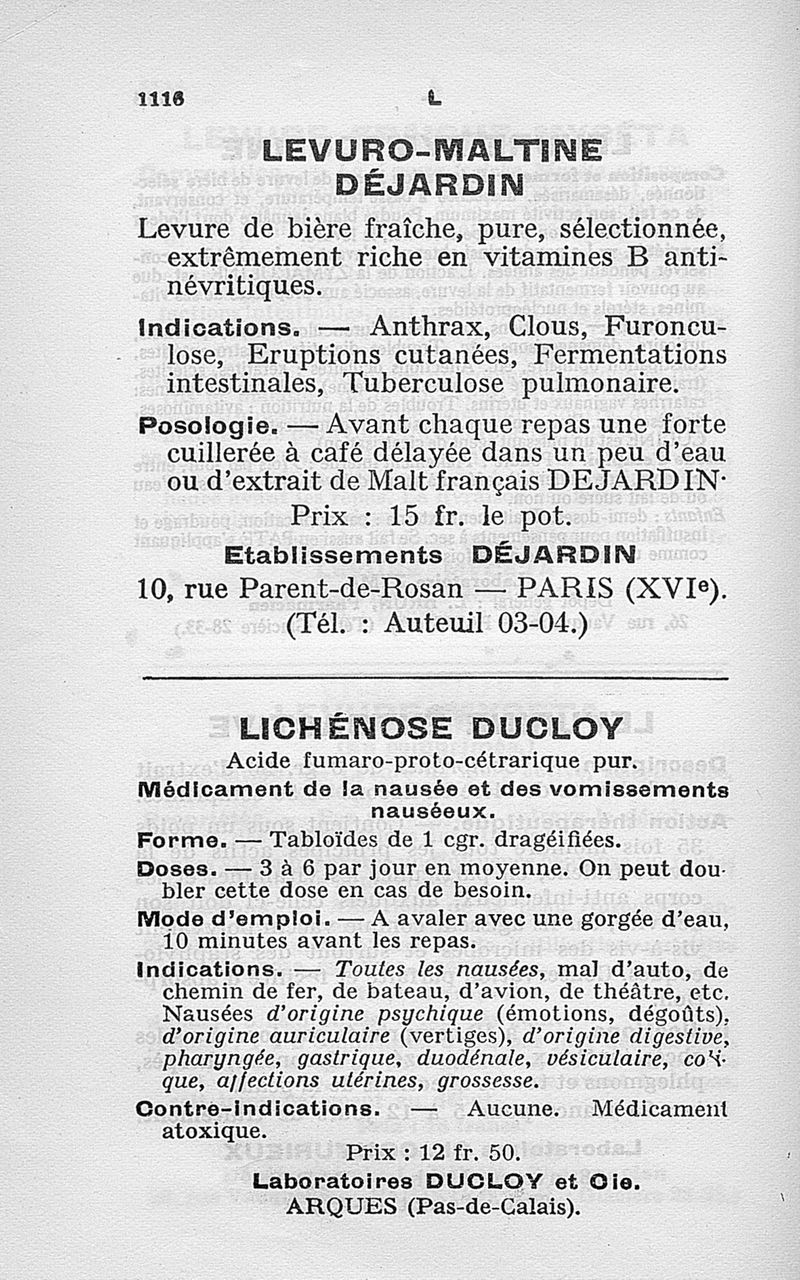 1116 L
LEVURO-MALTINE
DÉJARDIN
Levure de bière fraîche, pure, sélectionnée,
extrêmement riche en vitamines B anti-
névritiques.
Indications. — Anthrax, Clous, Furoncu-
lose, Eruptions cutanées, Fermentations
intestinales, Tuberculose pulmonaire.
Posologie. — Avant chaque repas une forte
cuillerée à café délayée dans un peu d'eau
ou d'extrait de Malt français DEJARDIN.
Prix : 15 fr. le pot.
Etablissements DÉJARDIN
10, rue Parent-de-Rosan — PARIS (XVIe).
(Tél. : Auteuil 03-04.)
LICHÉNOSE DUCLOY
Acide fumaro-proto-cétrarique pur.
Médicament de la nausée et des vomissements
nauséeux.
Forme. — Tabloïdes de 1 cgr. dragéifiées.
Doses. — 3 à 6 par jour en moyenne. On peut dou-
bler cette dose en cas de besoin.
Mode d'emploi. — A avaler avec une gorgée d'eau,
10 minutes avant les repas.
Indications. — Toutes les nausées, mal d'auto, de
chemin de fer, de bateau, d'avion, de théâtre, etc.
Nausées d'origine psychique (émotions, dégoûts),
d'origine auriculaire (vertiges), d'origine digestive,
pharyngée, gastrique, duodénale, vésiculaire, coli-
que, affections utérines, grossesse.
Contre-indications. — Aucune. Médicament
atoxique.
Prix : 12 fr. 50.
Laboratoires DUCLOY et Cie.
ARQUES (Pas-de-Calais).